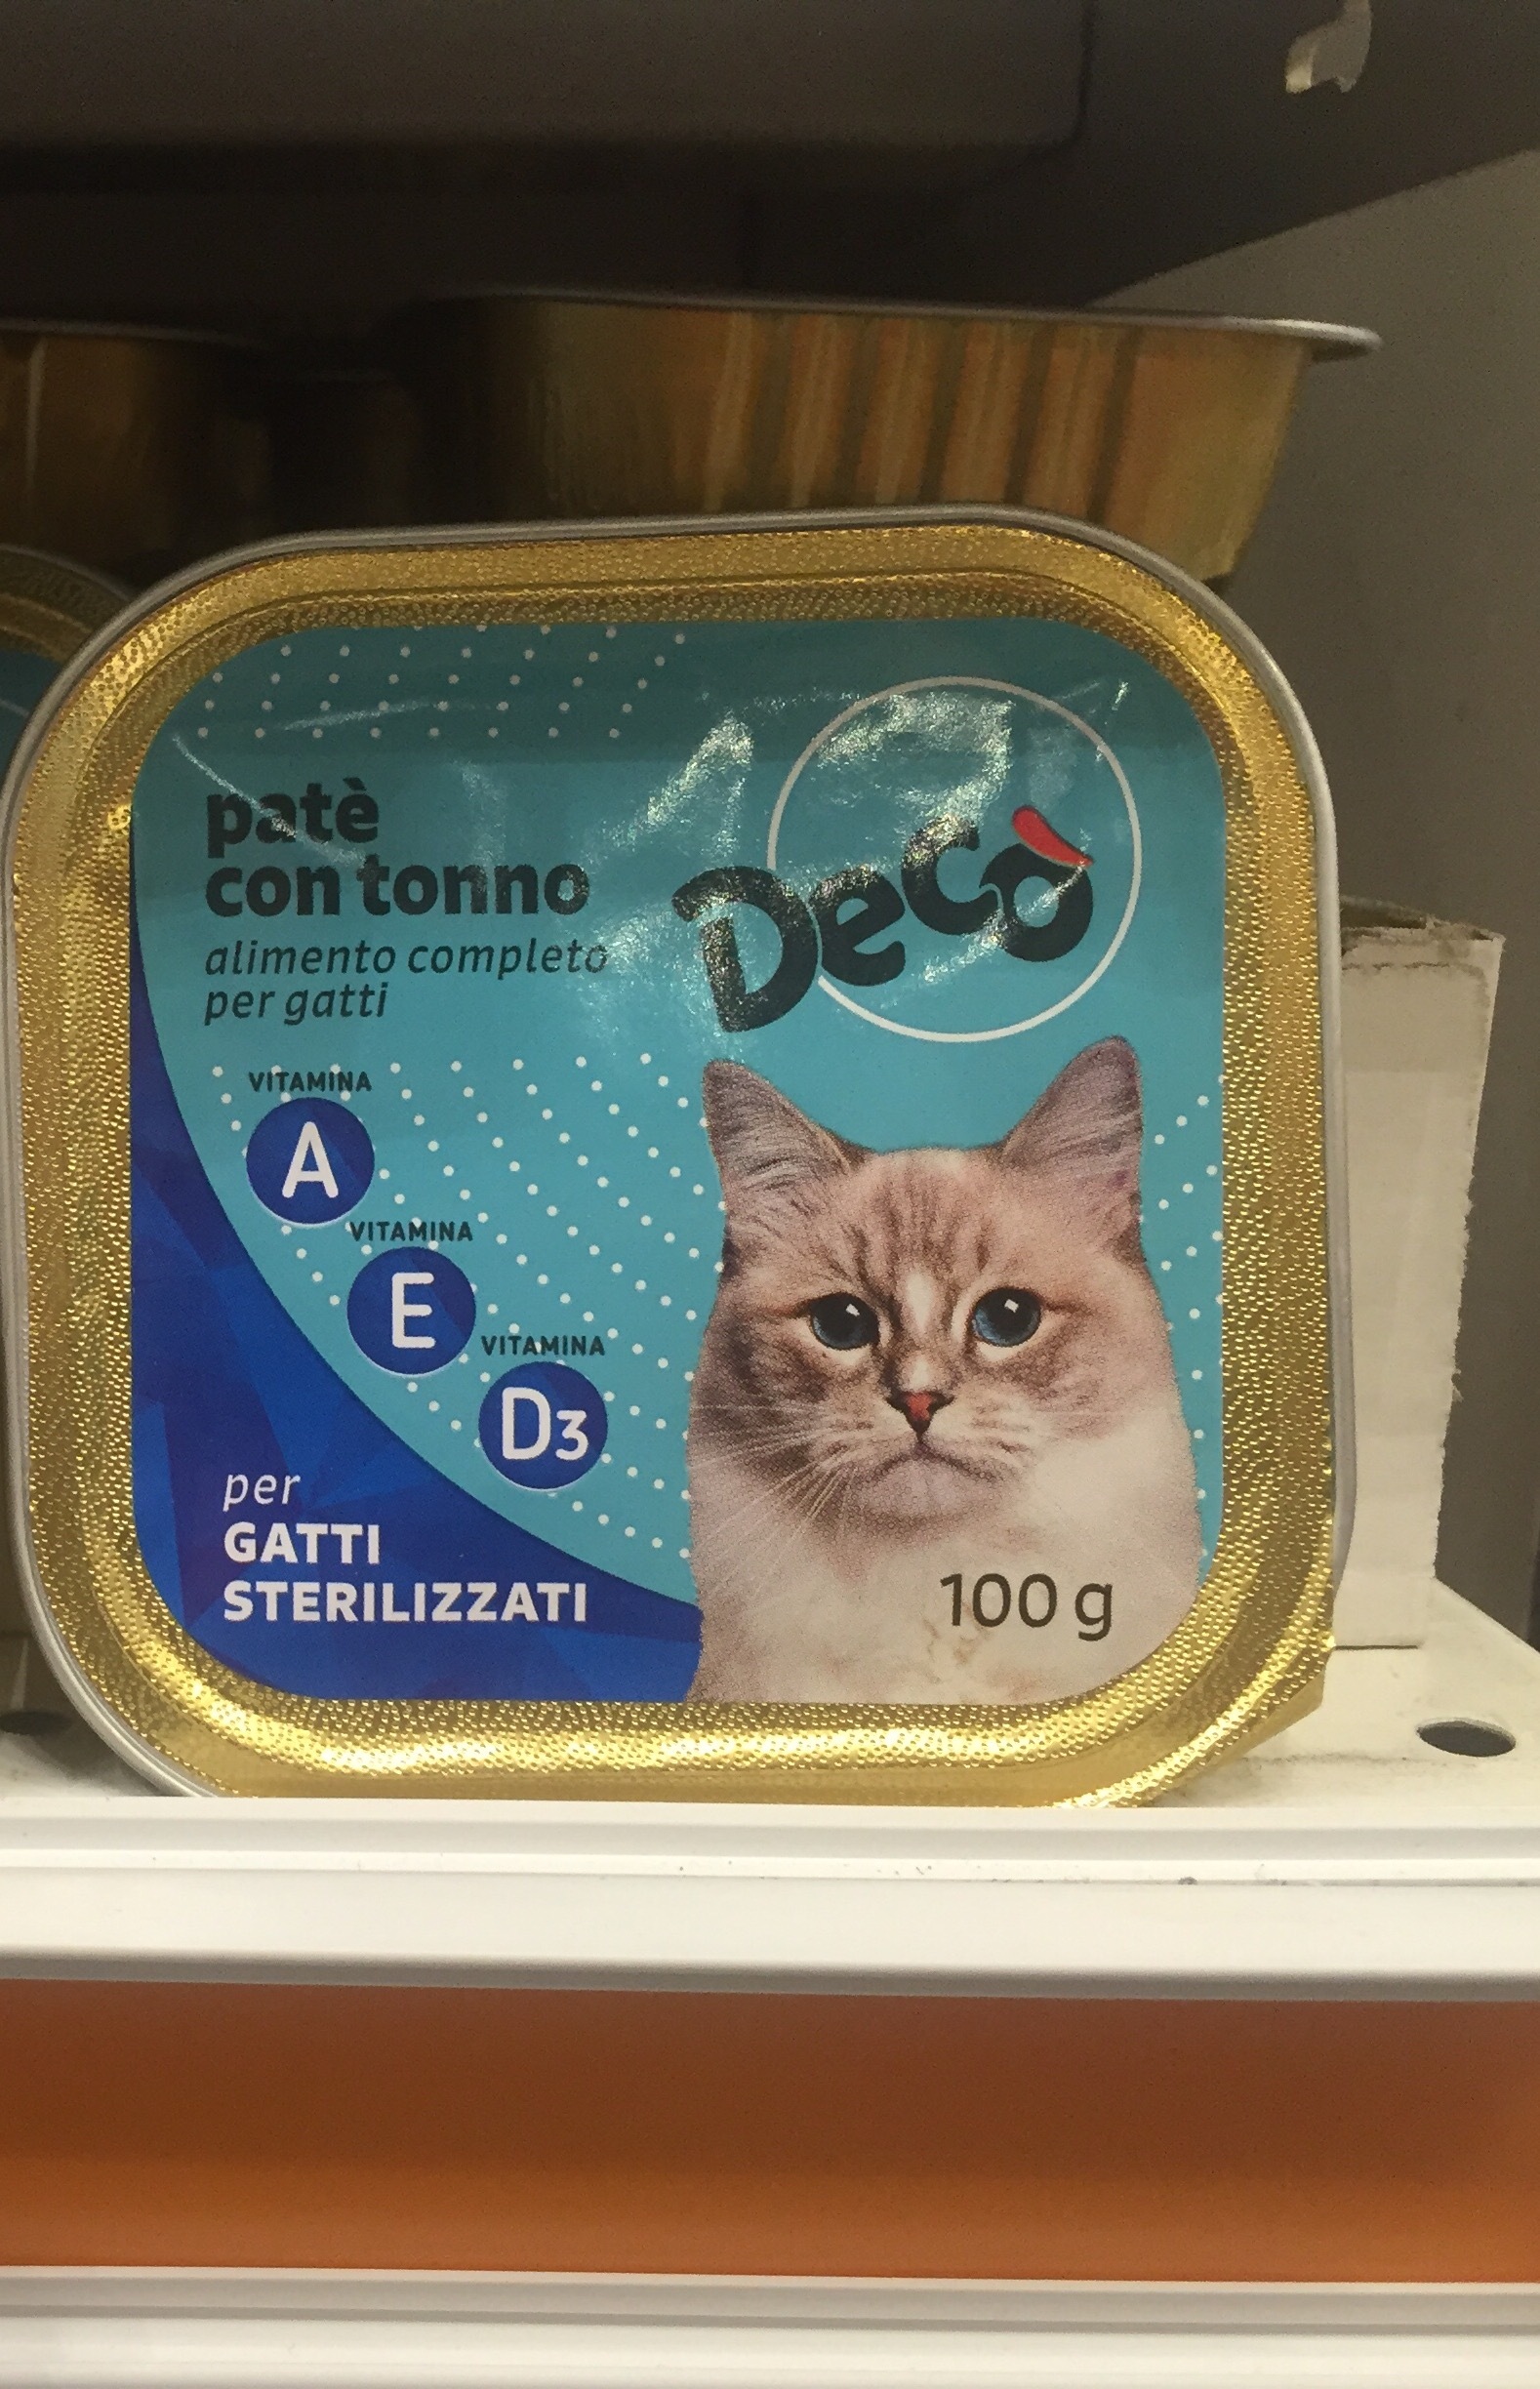 patè
con tonno
alimento completo
per gatti
Decò
VITAMINA
A
VITAMINA
E
VITAMINA
D3
per
GATTI
STERILIZZATI
100 g